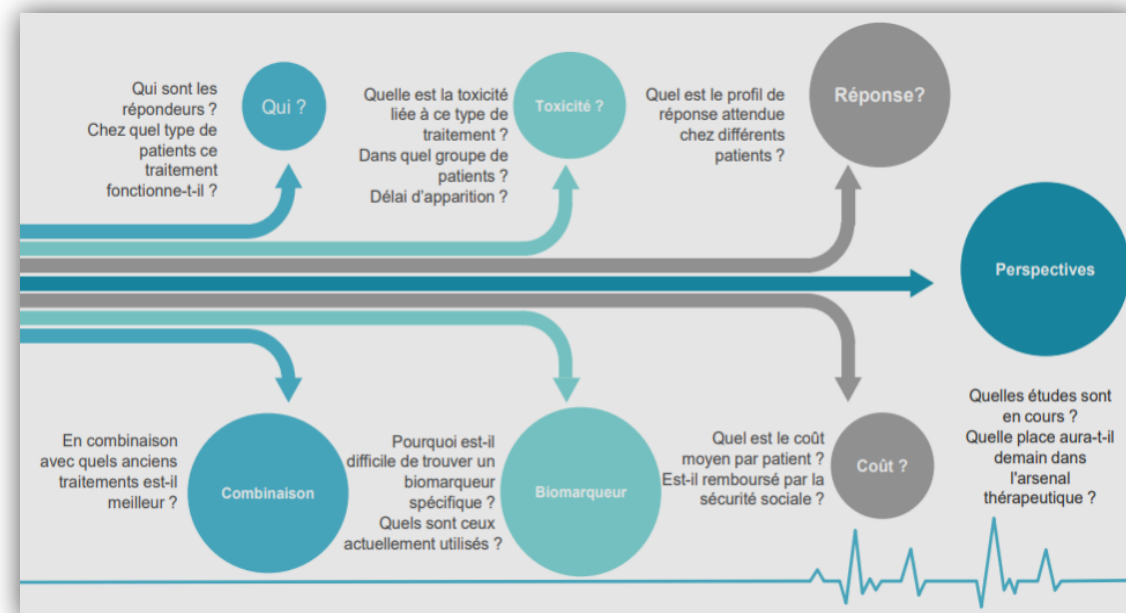 Qui sont les
répondeurs ?
Chez quel type de
patients ce
traitement
fonctionne-t-il ?
Qui ?
Quelle est la toxicité
liée à ce type de
traitement ?
Dans quel groupe de
patients ?
Délai d'apparition ?
Toxicité ?
Quel est le profil de
réponse attendue
chez différents
patients ?
Réponse?
Perspectives
Quelles études sont
en cours ?
Quelle place aura-t-il
demain dans
l'arsenal
thérapeutique ?
En combinaison
avec quels anciens
traitements est-il
meilleur ?
Combinaison
Pourquoi est-il
difficile de trouver un
biomarqueur
spécifique ?
Quels sont ceux
actuellement utilisés ?
Biomarqueur
Quel est le coût
moyen par patient ?
Est-il remboursé par la
sécurité sociale ?
Coût ?